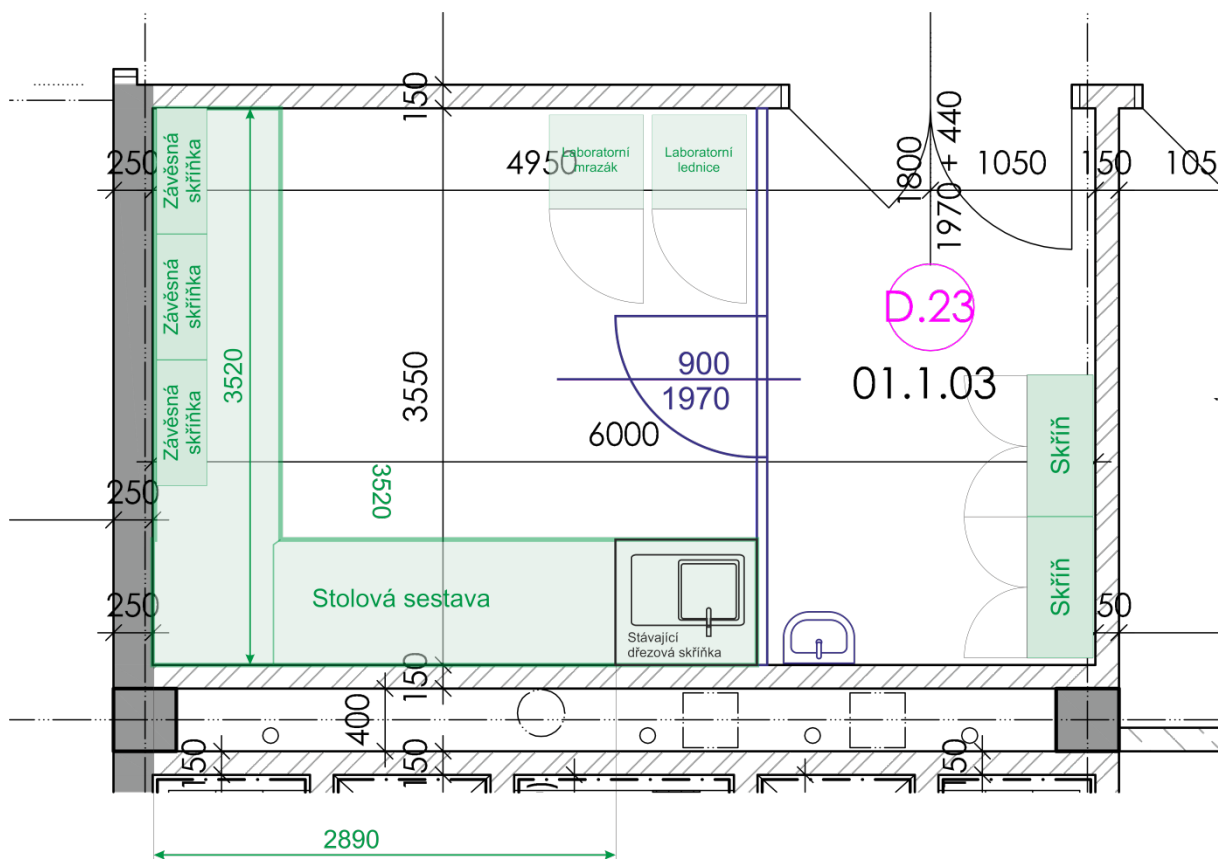 150
1970 + 440
1800
250
4950
Laboratorní
mrazák
Laboratorní
lednice
1050
150
105
Závěsná
skříňka
Závěsná
skříňka
Závěsná
skříňka
3520
3550
D.23
900
1970
01.1.03
6000
3520
Skříň
Skříň
250
250
50
Stolová sestava
Stávající
dřezová skříňka
150
400
150
150
150
2890